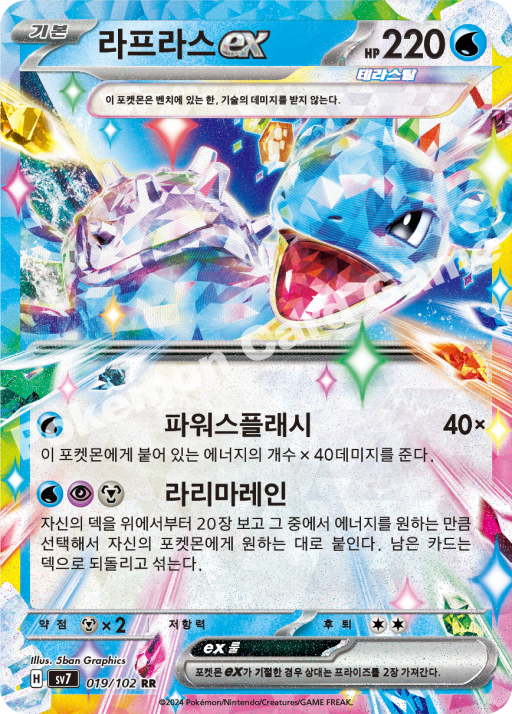 기본 라프라스ex HP 220
테라스탈
이 포켓몬은 벤치에 있는 한, 기술의 데미지를 받지 않는다.
Pokémon Card Game
파워스플래시 40×
이 포켓몬에게 붙어 있는 에너지의 개수 × 40데미지를 준다.
라리마레인
자신의 덱을 위에서부터 20장 보고 그 중에서 에너지를 원하는 만큼
선택해서 자신의 포켓몬에게 원하는 대로 붙인다. 남은 카드는
덱으로 되돌리고 섞는다.
약점 ×2 저항력 후퇴
ex 룰
포켓몬 ex가 기절한 경우 상대는 프라이즈를 2장 가져간다.
Illus. 5ban Graphics
H sv7 019/102 RR
©2024 Pokémon/Nintendo/Creatures/GAME FREAK.